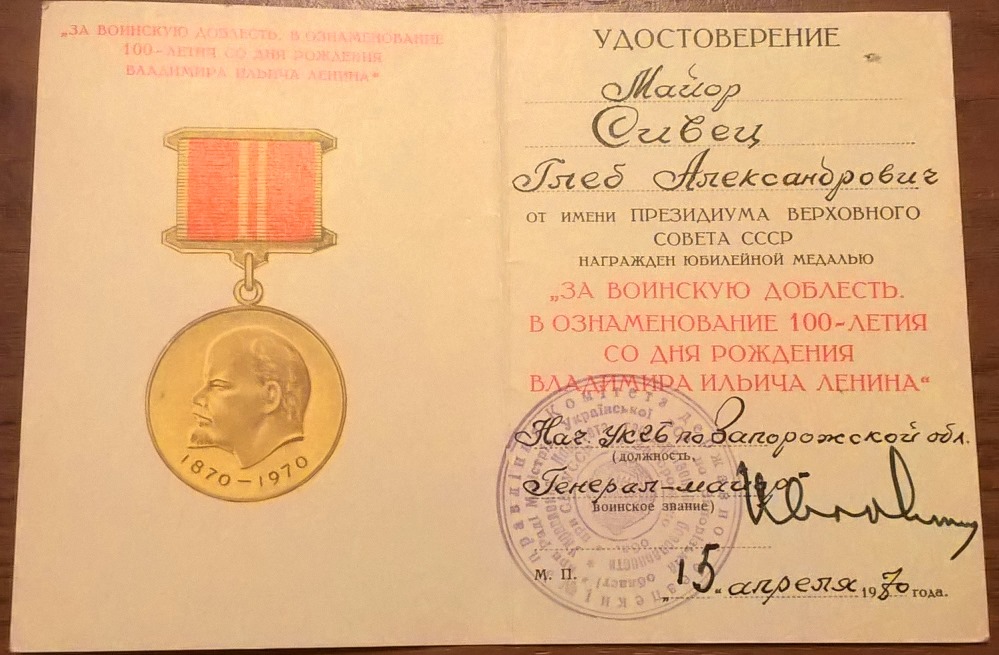 „ЗА ВОИНСКУЮ ДОБЛЕСТЬ. В ОЗНАМЕНОВАНИЕ
100-ЛЕТИЯ СО ДНЯ РОЖДЕНИЯ
ВЛАДИМИРА ИЛЬИЧА ЛЕНИНА“
1870-1970
УДОСТОВЕРЕНИЕ
Майор
Сивец
Глеб Александрович
ОТ ИМЕНИ ПРЕЗИДИУМА ВЕРХОВНОГО
СОВЕТА СССР
НАГРАЖДЕН ЮБИЛЕЙНОЙ МЕДАЛЬЮ
„ЗА ВОИНСКУЮ ДОБЛЕСТЬ.
В ОЗНАМЕНОВАНИЕ 100-ЛЕТИЯ
СО ДНЯ РОЖДЕНИЯ
ВЛАДИМИРА ИЛЬИЧА ЛЕНИНА“
Нач. УКГБ по Запорожской обл.
(должность,
Генерал-майор
воинское звание)
М. П.
„15“ апреля 1970 года.